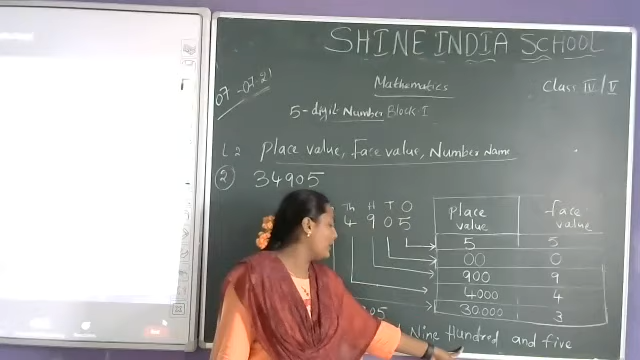 SHINE INDIA SCHOOL
07-07-21
Mathematics
Class IV/V
5-digit Number Block-I
L2 Place value, Face value, Number Name
2 34905
Th H T O
4 9 0 5
Place value Face value
5 5
00 0
900 9
4000 4
30,000 3
905
Nine Hundred and five